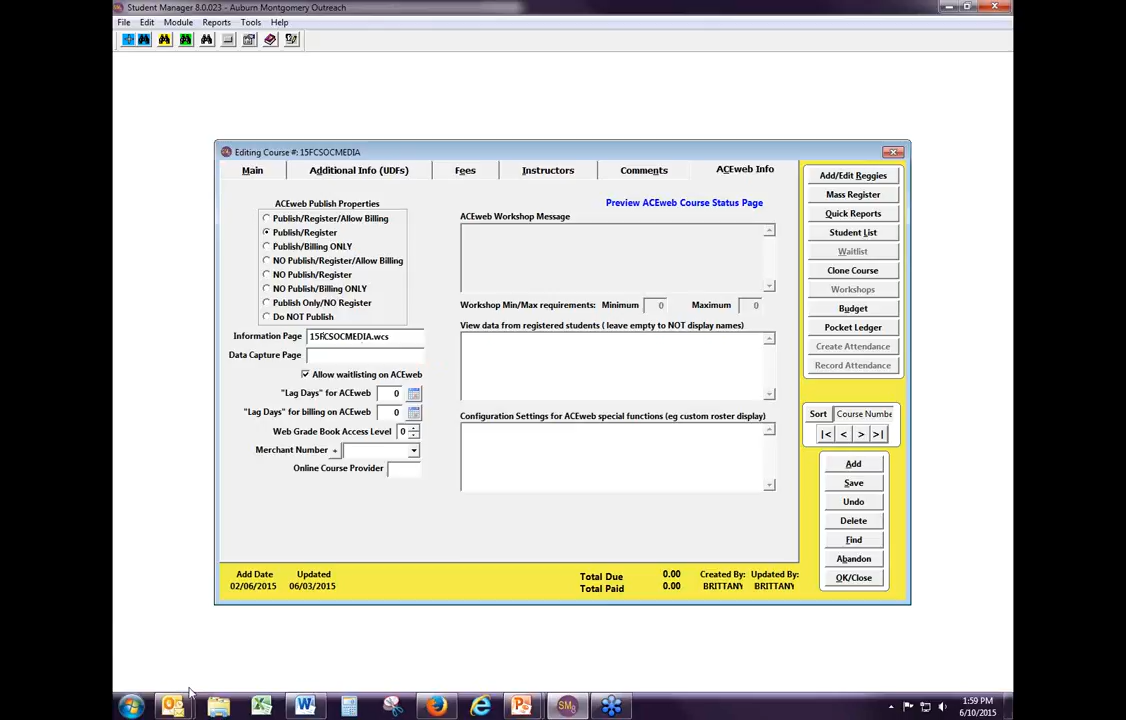 Student Manager 8.0.023 - Auburn Montgomery Outreach
File Edit Module Reports Tools Help
Editing Course #: 15FCSOCMEDIA
Main Additional Info (UDFs) Fees Instructors Comments ACEweb Info
ACEweb Publish Properties
Publish/Register/Allow Billing
Publish/Register
Publish/Billing ONLY
NO Publish/Register/Allow Billing
NO Publish/Register
NO Publish/Billing ONLY
Publish Only/NO Register
Do NOT Publish
Information Page 15FCSOCMEDIA.wcs
Data Capture Page
Allow waitlisting on ACEweb
"Lag Days" for ACEweb 0
"Lag Days" for billing on ACEweb 0
Web Grade Book Access Level 0
Merchant Number +
Online Course Provider
Preview ACEweb Course Status Page
ACEweb Workshop Message
Workshop Min/Max requirements: Minimum 0 Maximum 0
View data from registered students ( leave empty to NOT display names)
Configuration Settings for ACEweb special functions (eg custom roster display)
Add/Edit Reggies
Mass Register
Quick Reports
Student List
Waitlist
Clone Course
Workshops
Budget
Pocket Ledger
Create Attendance
Record Attendance
Sort Course Numbe
|< < > >|
Add
Save
Undo
Delete
Find
Abandon
OK/Close
Add Date Updated
02/06/2015 06/03/2015
Total Due 0.00
Total Paid 0.00
Created By: Updated By:
BRITTANY BRITTANY
1:59 PM
6/10/2015